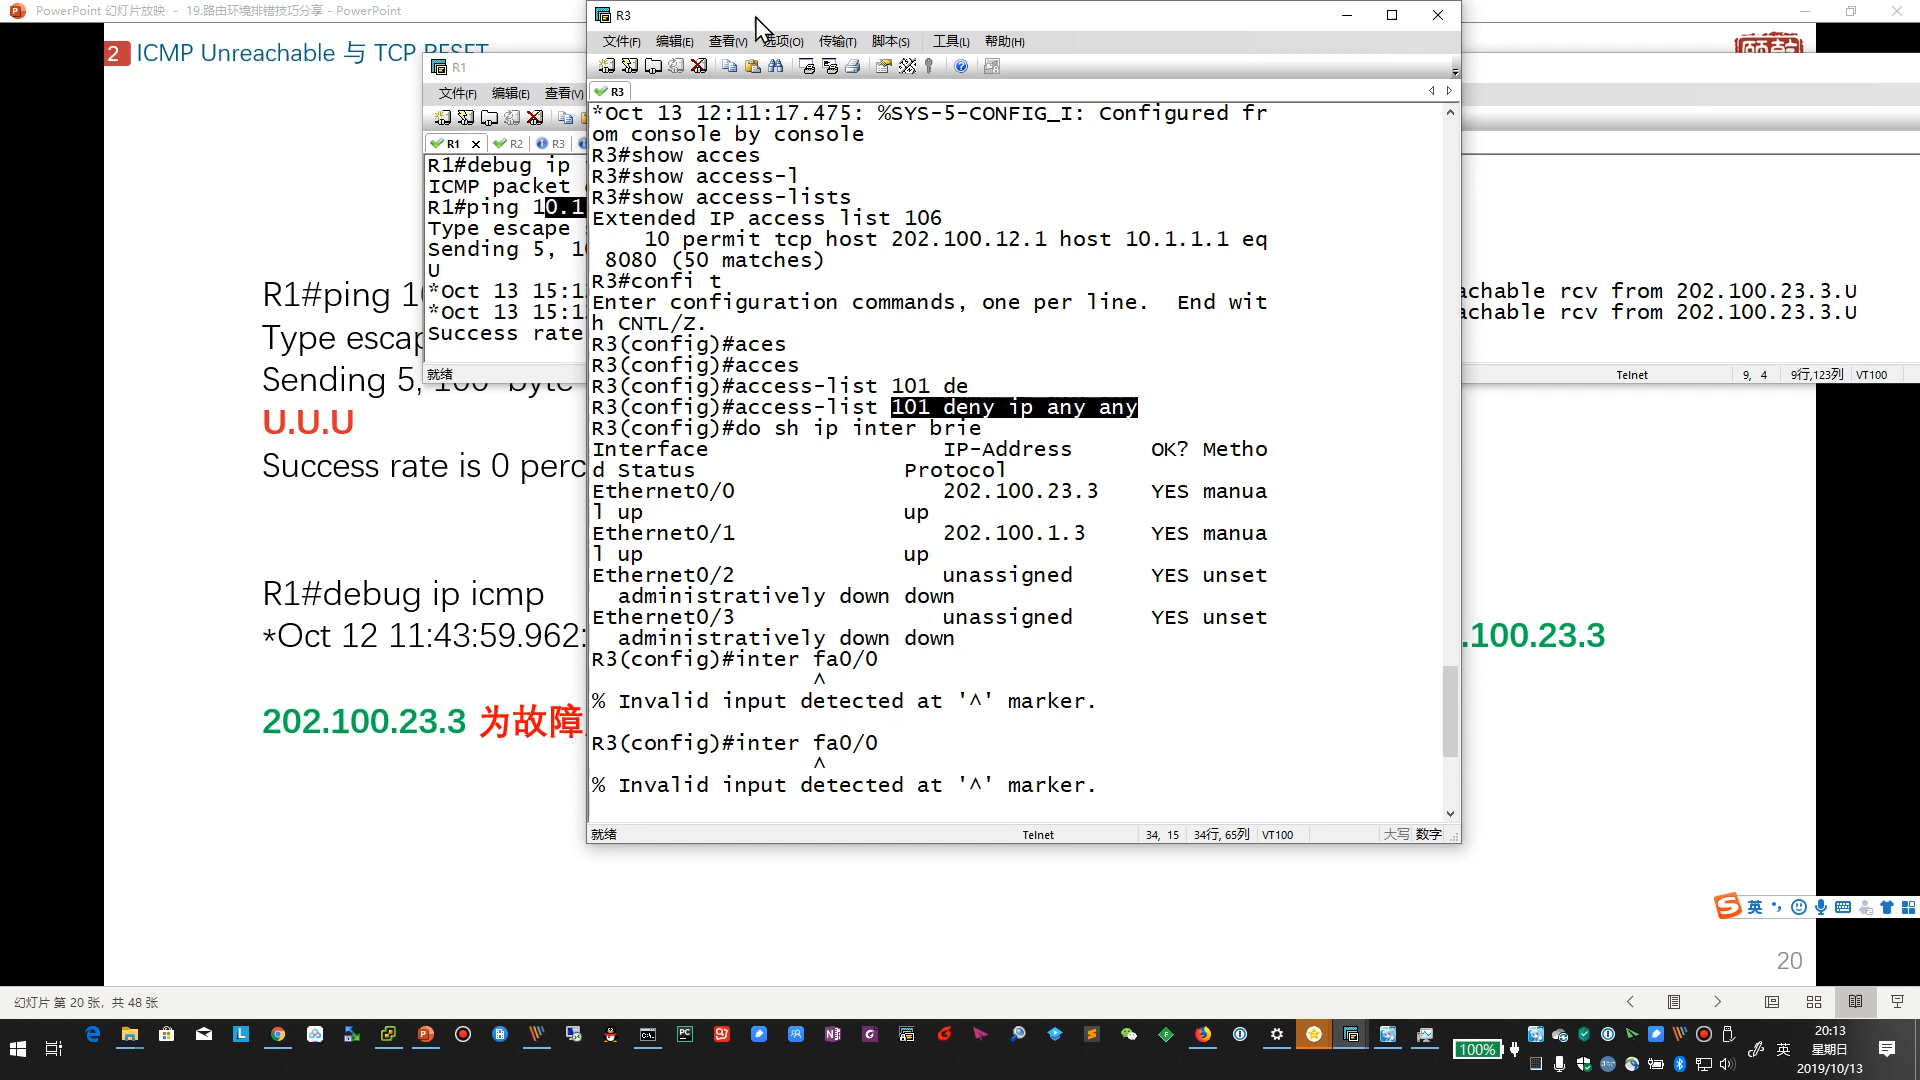 PowerPoint 幻灯片放映 - 19.路由环境排错技巧分享 - PowerPoint
2 ICMP Unreachable 与 TCP RESET
R1#ping 1
Type escap
Sending 5, 100-byte
U.U.U
Success rate is 0 perc
R1#debug ip icmp
*Oct 12 11:43:59.962:
.100.23.3
202.100.23.3 为故障
20
R1
文件(F) 编辑(E) 查看(V)
R1 R2 R3
R1#debug ip
ICMP packet
R1#ping 10.1
Type escape
Sending 5, 10
U
*Oct 13 15:1
achable rcv from 202.100.23.3.U
*Oct 13 15:1
achable rcv from 202.100.23.3.U
Success rate
就绪
Telnet 9, 4 9行,123列 VT100
R3
文件(F) 编辑(E) 查看(V) 选项(O) 传输(T) 脚本(S) 工具(L) 帮助(H)
R3
*Oct 13 12:11:17.475: %SYS-5-CONFIG_I: Configured fr
om console by console
R3#show acces
R3#show access-l
R3#show access-lists
Extended IP access list 106
10 permit tcp host 202.100.12.1 host 10.1.1.1 eq
8080 (50 matches)
R3#confi t
Enter configuration commands, one per line. End wit
h CNTL/Z.
R3(config)#aces
R3(config)#acces
R3(config)#access-list 101 de
R3(config)#access-list 101 deny ip any any
R3(config)#do sh ip inter brie
Interface IP-Address OK? Metho
d Status Protocol
Ethernet0/0 202.100.23.3 YES manua
l up up
Ethernet0/1 202.100.1.3 YES manua
l up up
Ethernet0/2 unassigned YES unset
administratively down down
Ethernet0/3 unassigned YES unset
administratively down down
R3(config)#inter fa0/0
^
% Invalid input detected at '^' marker.
R3(config)#inter fa0/0
^
% Invalid input detected at '^' marker.
就绪 Telnet 34, 15 34行, 65列 VT100 大写 数字
英
幻灯片 第 20 张，共 48 张
100%
英
20:13
星期日
2019/10/13